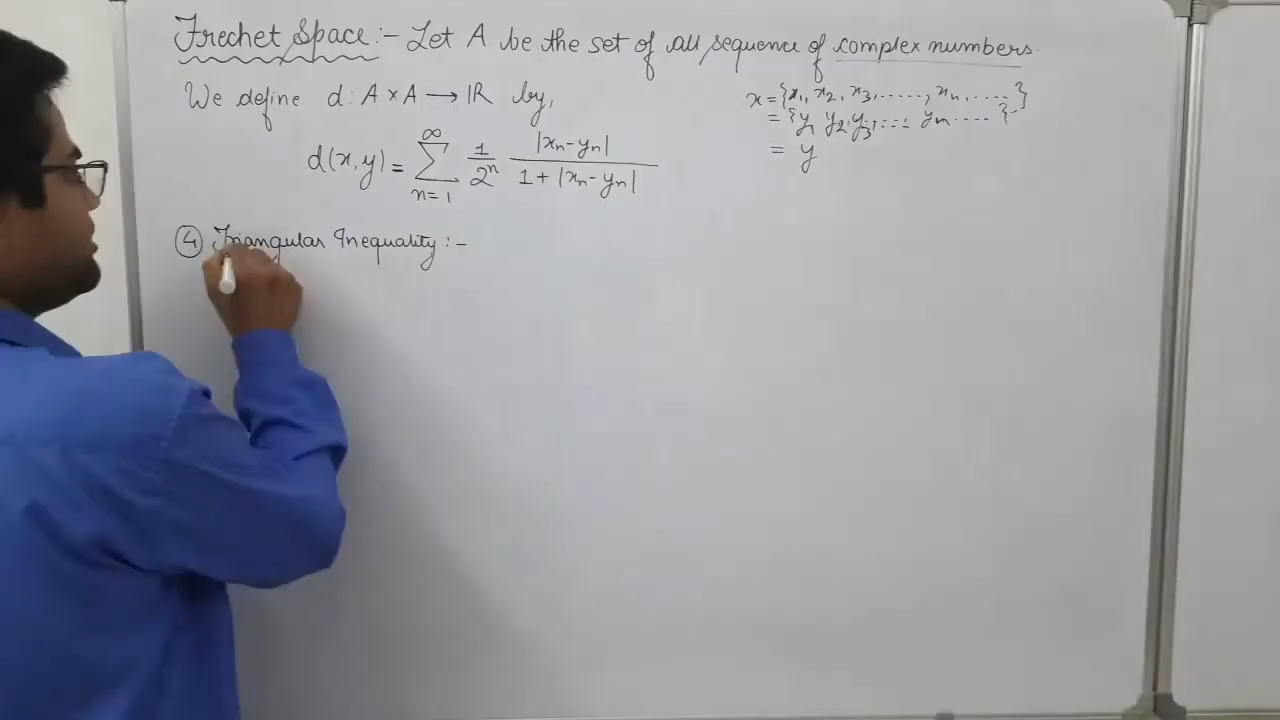 Frechet Space :- Let A be the set of all sequence of complex numbers.
We define d : A × A → ℝ by,
x = {x₁, x₂, x₃, ....., xₙ, .... }
= {y₁ y₂, y₃, .... yₙ .... }
= y
d(x, y) = ∑_{n=1}^{∞} 1/2ⁿ |xₙ - yₙ| / 1 + |xₙ - yₙ|
④ Triangular Inequality : -